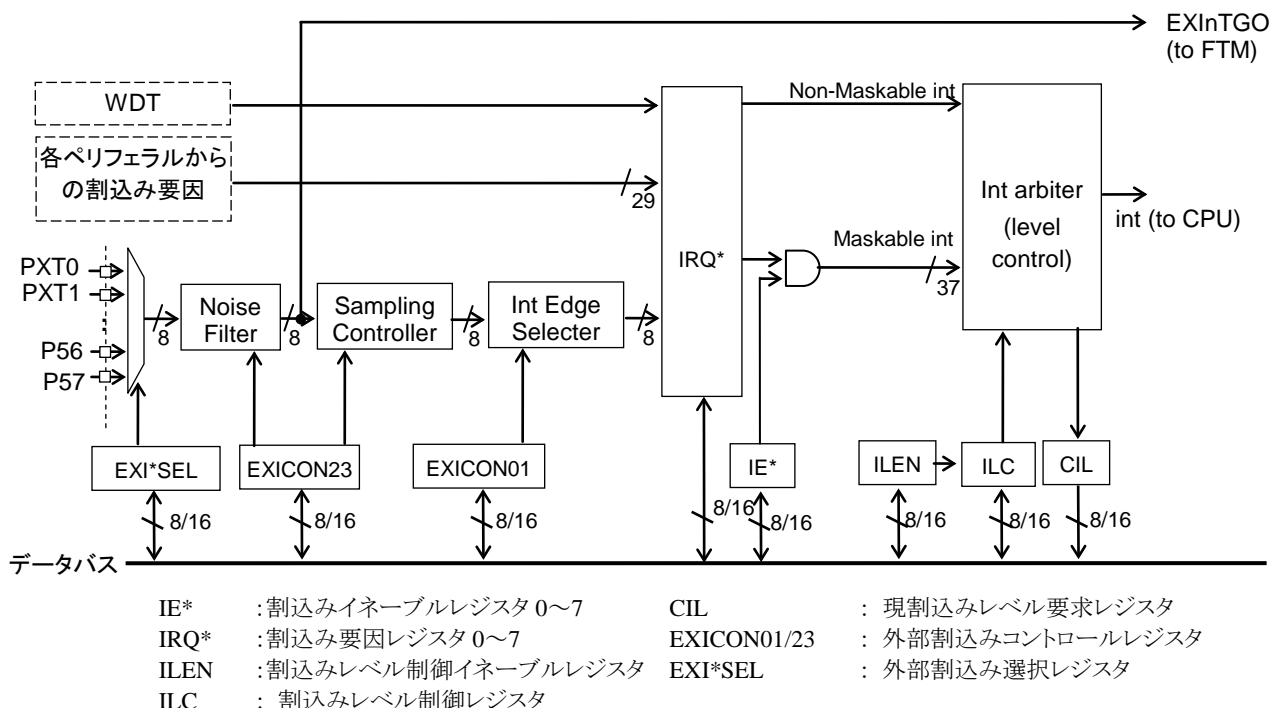 EXInTGO
(to FTM)
WDT
Non-Maskable int
各ペリフェラルから
の割込み要因
29
Int arbiter
(level
control)
int (to CPU)
Maskable int
37
IRQ*
PXT0
PXT1
P56
P57
8
Noise
Filter
8
Sampling
Controller
8
Int Edge
Selecter
8
EXI*SEL
EXICON23
EXICON01
IE*
ILEN
ILC
CIL
8/16
8/16
8/16
8/16
8/16
8/16
8/16
8/16
データバス
IE* :割込みイネーブルレジスタ 0～7 CIL : 現割込みレベル要求レジスタ
IRQ* :割込み要因レジスタ 0～7 EXICON01/23 : 外部割込みコントロールレジスタ
ILEN :割込みレベル制御イネーブルレジスタ EXI*SEL : 外部割込み選択レジスタ
ILC : 割込みレベル制御レジスタ